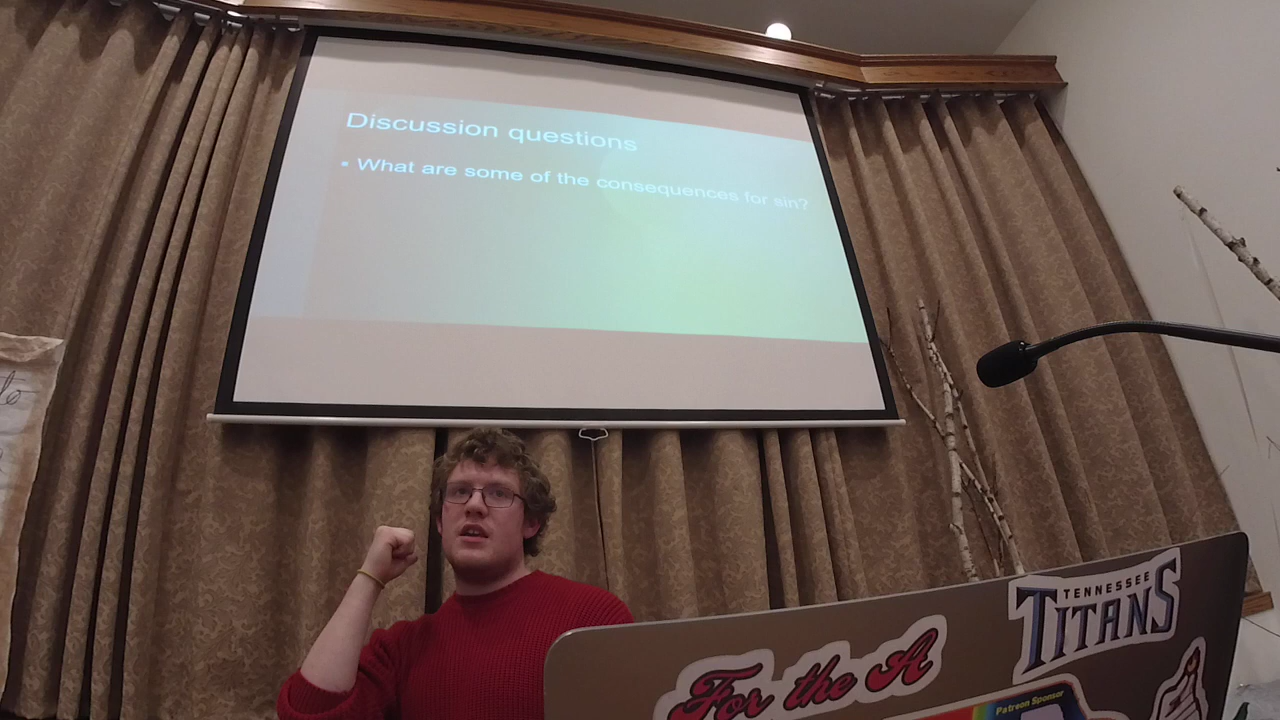 Discussion questions
▪ What are some of the consequences for sin?
TENNESSEE
TITANS
For the A
Patreon Sponsor